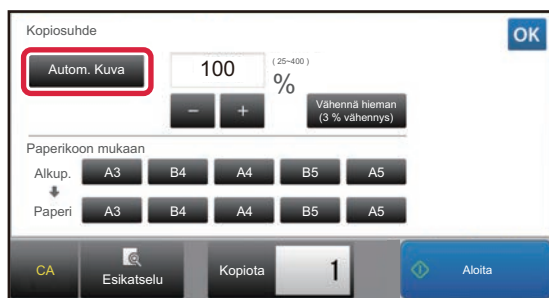 Kopiosuhde
OK
Autom. Kuva
100
(25~400)
%
−
+
Vähennä hieman
(3 % vähennys)
Paperikoon mukaan
Alkup. A3 B4 A4 B5 A5
Paperi A3 B4 A4 B5 A5
CA
Esikatselu
Kopiota
1
Aloita